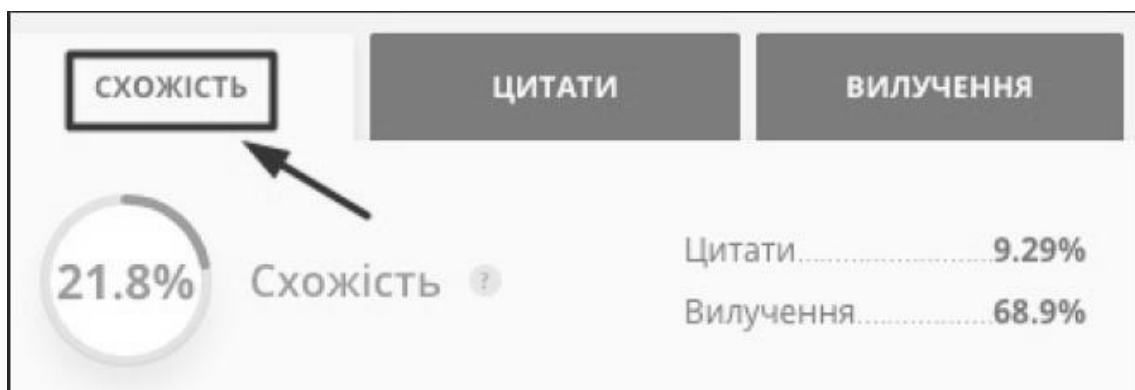 СХОЖІСТЬ ЦИТАТИ ВИЛУЧЕННЯ
21.8% Схожість ?
Цитати.......................9.29%
Вилучення................68.9%